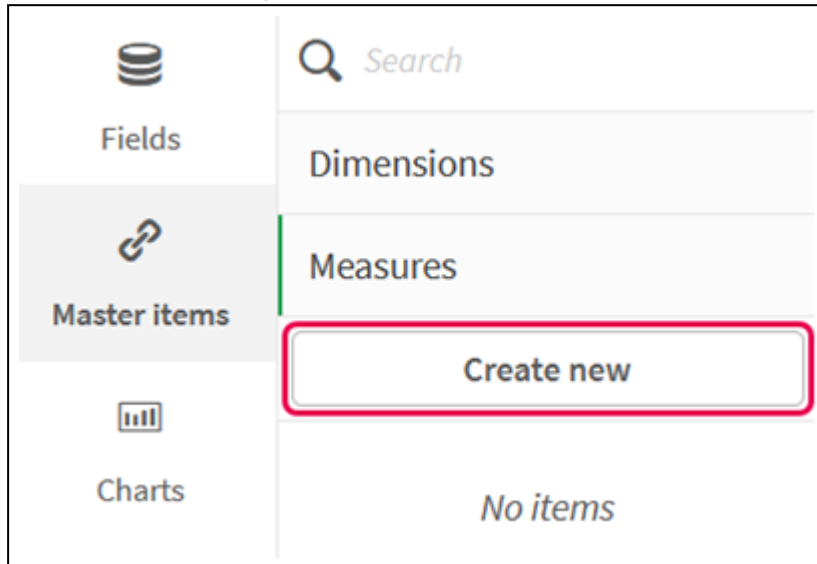 Fields
Master items
Charts
Search
Dimensions
Measures
Create new
No items